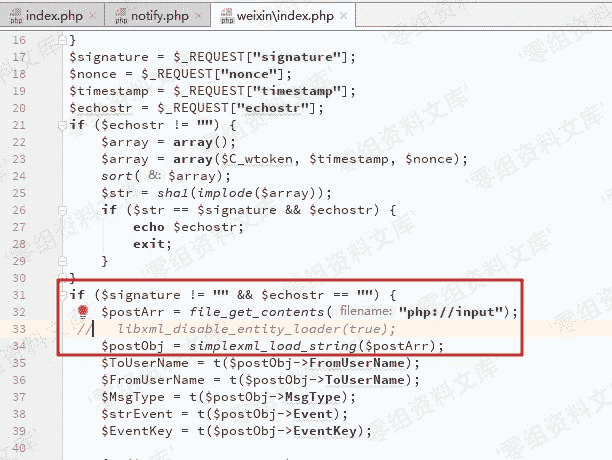 index.php × notify.php × weixin\index.php ×
16 }
17 $signature = $_REQUEST["signature"];
18 $nonce = $_REQUEST["nonce"];
19 $timestamp = $_REQUEST["timestamp"];
20 $echostr = $_REQUEST["echostr"];
21 if ($echostr != "") {
22 $array = array();
23 $array = array($C_wtoken, $timestamp, $nonce);
24 sort( &: $array);
25 $str = sha1(implode($array));
26 if ($str == $signature && $echostr) {
27 echo $echostr;
28 exit;
29 }
30 }
31 if ($signature != "" && $echostr == "") {
32 $postArr = file_get_contents( filename: "php://input");
33 // libxml_disable_entity_loader(true);
34 $postObj = simplexml_load_string($postArr);
35 $ToUserName = t($postObj->FromUserName);
36 $FromUserName = t($postObj->ToUserName);
37 $MsgType = t($postObj->MsgType);
38 $strEvent = t($postObj->Event);
39 $EventKey = t($postObj->EventKey);
40
'零组资料文库'